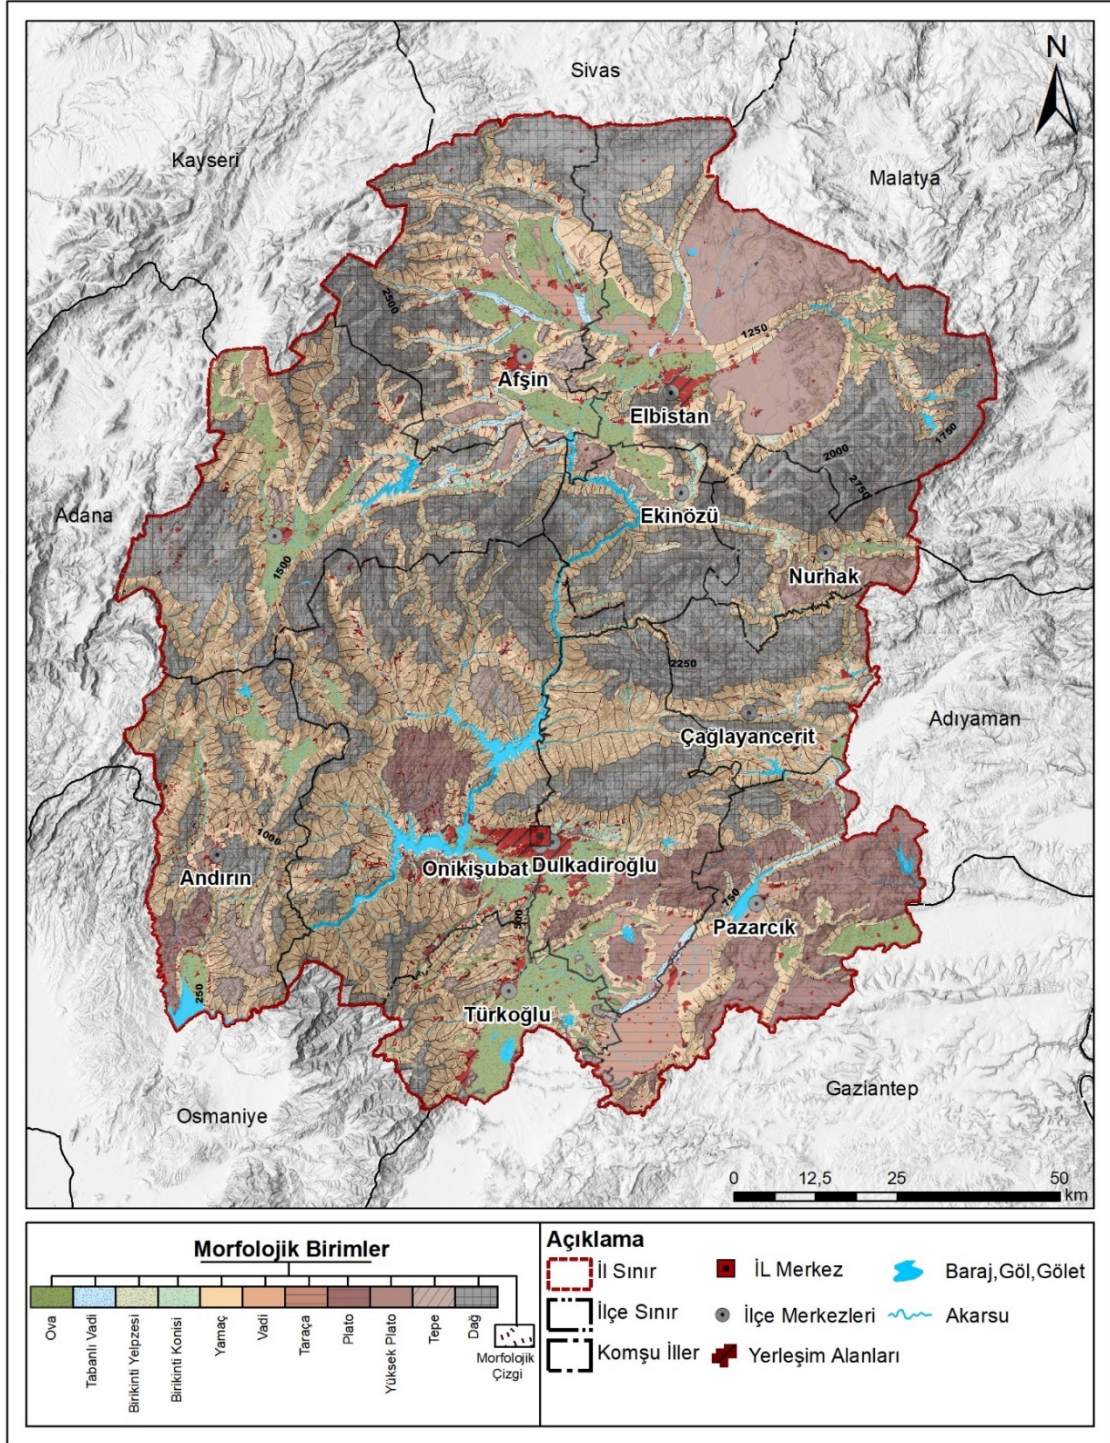 Sivas
N
Kayseri
Malatya
2500
1250
Afşin
Elbistan
1750
2000
2750
Adana
Ekinözü
1500
Nurhak
2250
Adıyaman
Çağlayancerit
1000
Andırın
Onikişubat
Dulkadiroğlu
750
Pazarcık
500
250
Türkoğlu
Gaziantep
Osmaniye
0 12,5 25 50
km
Morfolojik Birimler
Ova
Tabanlı Vadi
Birikinti Yelpzesi
Birikinti Konisi
Yamaç
Vadi
Taraça
Plato
Yüksek Plato
Tepe
Dağ
Morfolojik
Çizgi
Açıklama
İl Sınır
İL Merkez
Baraj,Göl,Gölet
İlçe Sınır
İlçe Merkezleri
Akarsu
Komşu İller
Yerleşim Alanları